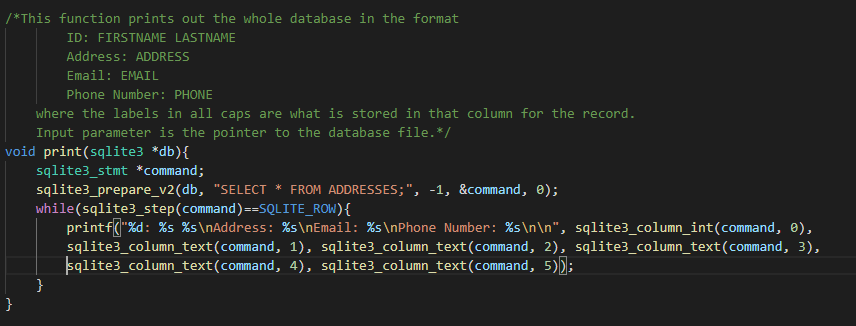 /*This function prints out the whole database in the format
ID: FIRSTNAME LASTNAME
Address: ADDRESS
Email: EMAIL
Phone Number: PHONE
where the labels in all caps are what is stored in that column for the record.
Input parameter is the pointer to the database file.*/
void print(sqlite3 *db){
sqlite3_stmt *command;
sqlite3_prepare_v2(db, "SELECT * FROM ADDRESSES;", -1, &command, 0);
while(sqlite3_step(command)==SQLITE_ROW){
printf("%d: %s %s\nAddress: %s\nEmail: %s\nPhone Number: %s\n\n", sqlite3_column_int(command, 0),
sqlite3_column_text(command, 1), sqlite3_column_text(command, 2), sqlite3_column_text(command, 3),
sqlite3_column_text(command, 4), sqlite3_column_text(command, 5));
}
}